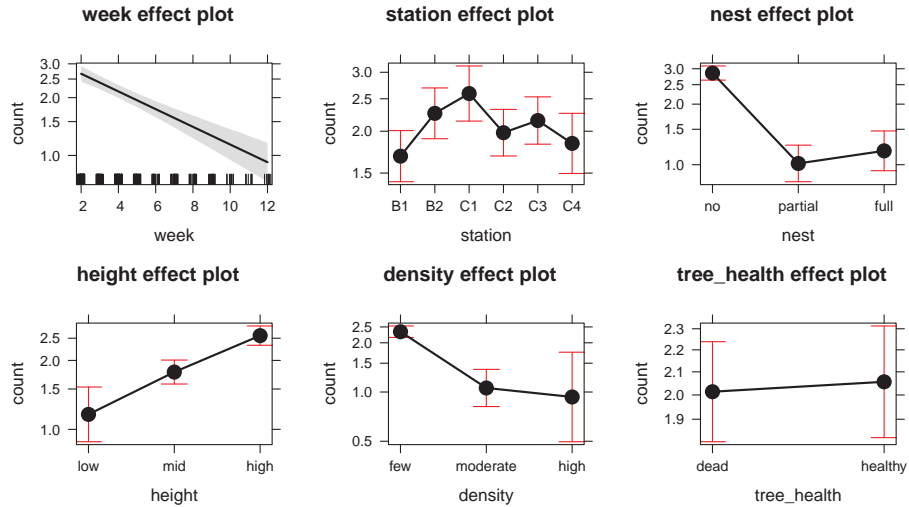 week effect plot
station effect plot
nest effect plot
3.0
2.5
2.0
1.5
1.0
count
2 4 6 8 10 12
week
3.0
2.5
2.0
1.5
count
B1 B2 C1 C2 C3 C4
station
3.0
2.5
2.0
1.5
1.0
count
no partial full
nest
height effect plot
density effect plot
tree_health effect plot
2.5
2.0
1.5
1.0
count
low mid high
height
2.5
2.0
1.5
1.0
0.5
count
few moderate high
density
2.3
2.2
2.1
2.0
1.9
count
dead healthy
tree_health